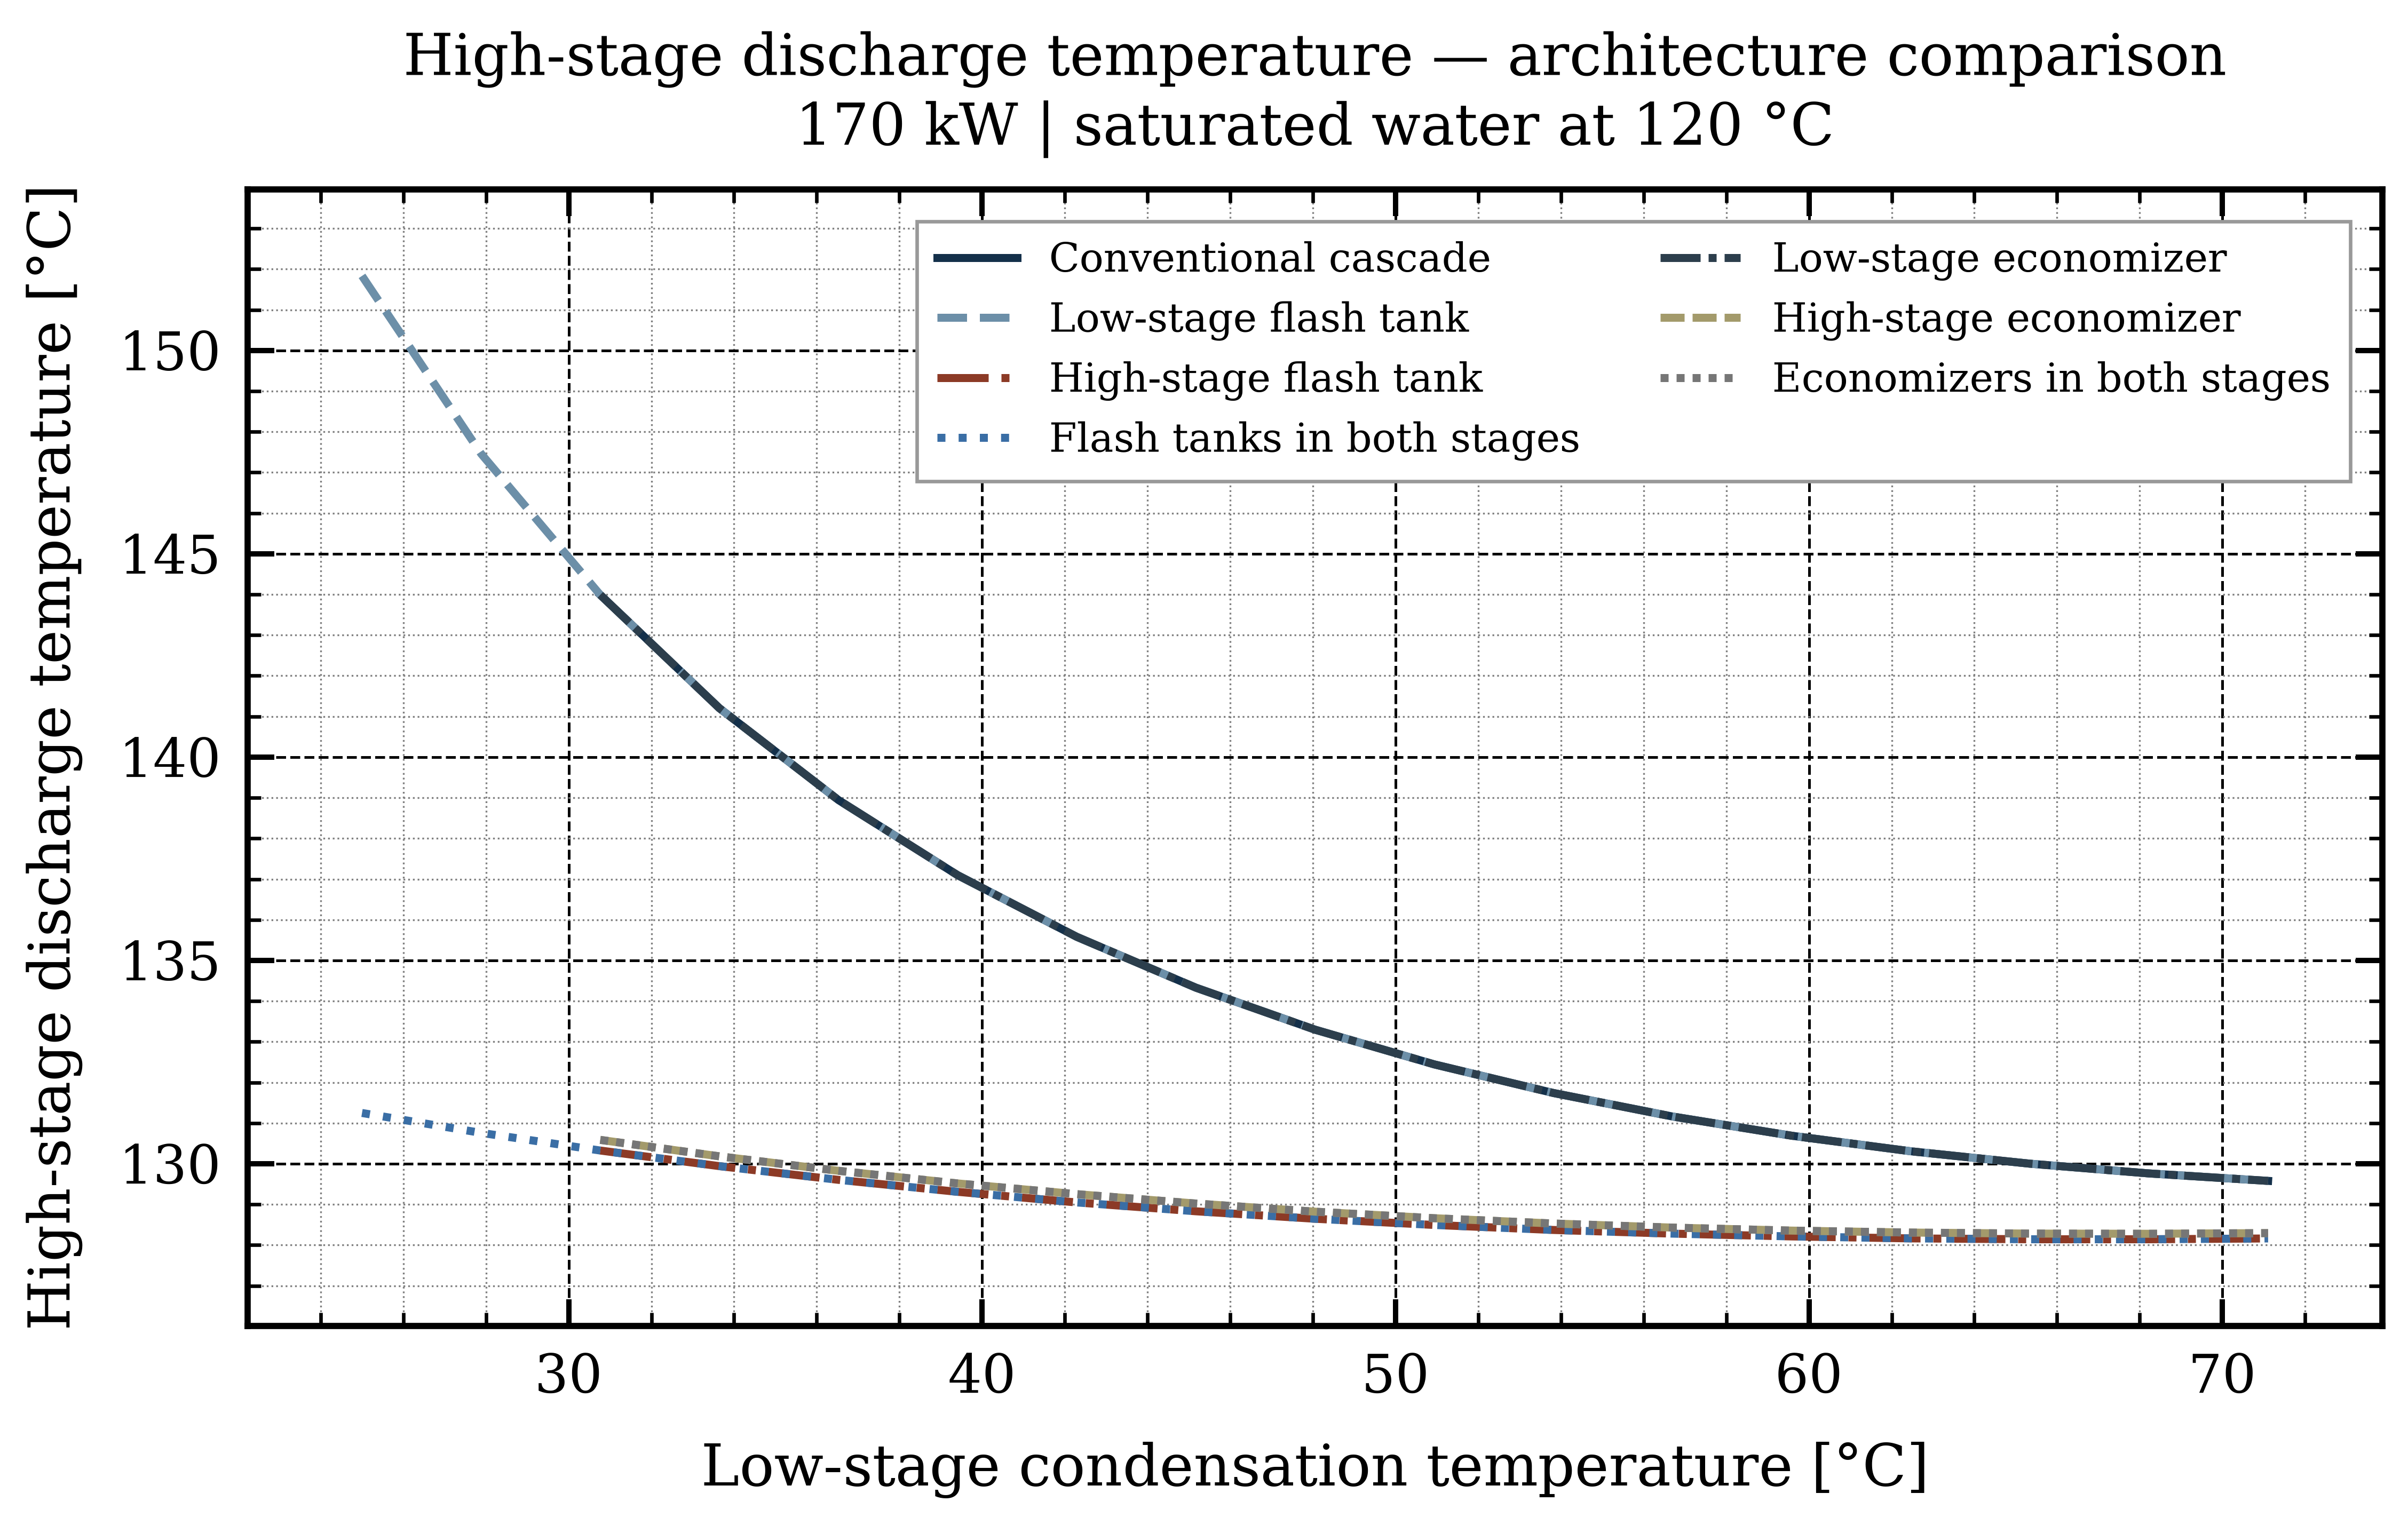 High-stage discharge temperature — architecture comparison
170 kW | saturated water at 120 °C
High-stage discharge temperature [°C]
150
145
140
135
130
Conventional cascade
Low-stage flash tank
High-stage flash tank
Flash tanks in both stages
Low-stage economizer
High-stage economizer
Economizers in both stages
30 40 50 60 70
Low-stage condensation temperature [°C]